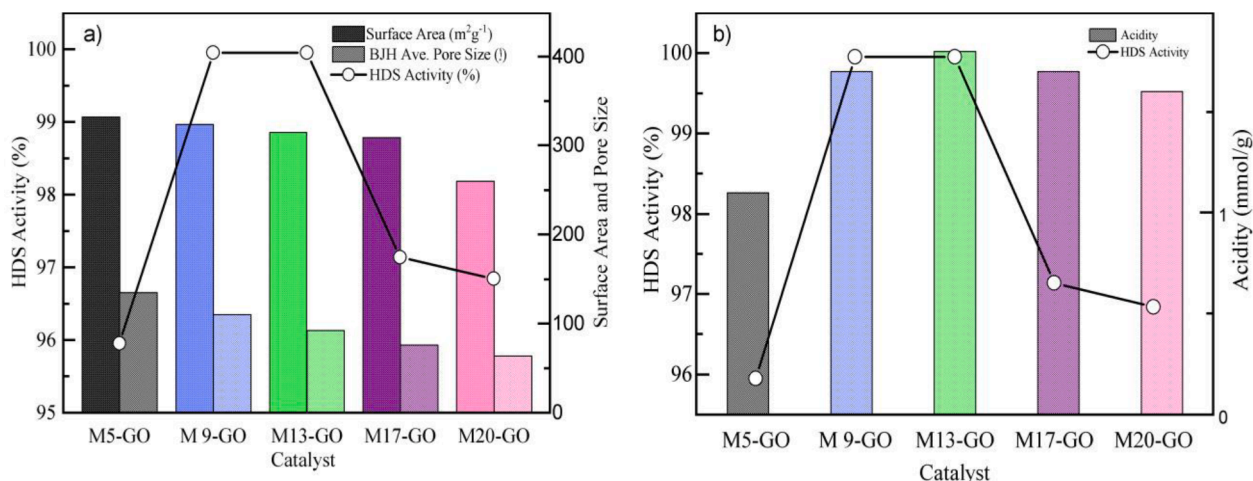 a)
Surface Area (m²g⁻¹)
BJH Ave. Pore Size (!)
HDS Activity (%)
100
99
98
97
96
95
HDS Activity (%)
400
300
200
100
0
Surface Area and Pore Size
M5-GO M 9-GO M13-GO M17-GO M20-GO
Catalyst
b)
Acidity
HDS Activity
100
99
98
97
96
HDS Activity (%)
1
0
Acidity (mmol/g)
M5-GO M 9-GO M13-GO M17-GO M20-GO
Catalyst